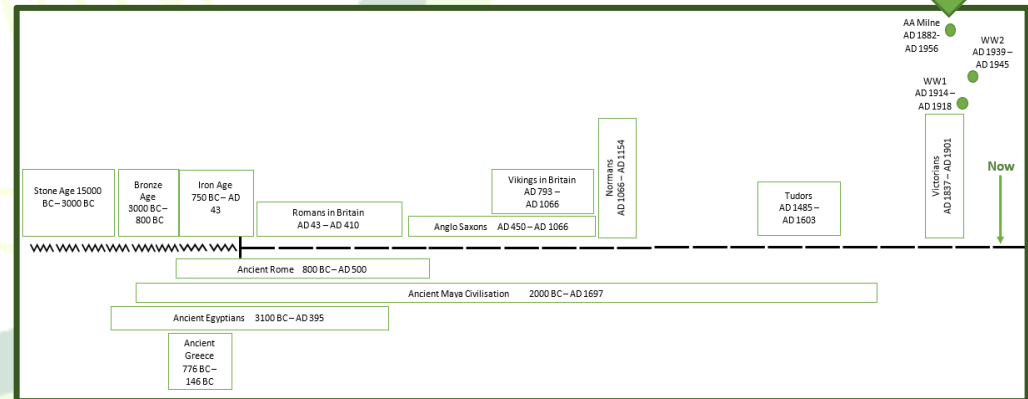 AA Milne
AD 1882-
AD 1956
WW2
AD 1939 –
AD 1945
WW1
AD 1914 –
AD 1918
Stone Age 15000
BC – 3000 BC
Bronze
Age
3000 BC –
800 BC
Iron Age
750 BC – AD
43
Romans in Britain
AD 43 – AD 410
Vikings in Britain
AD 793 –
AD 1066
Anglo Saxons AD 450 – AD 1066
Normans
AD 1066 – AD 1154
Tudors
AD 1485 –
AD 1603
Victorians
AD 1837 – AD 1901
Now
Ancient Rome 800 BC – AD 500
Ancient Maya Civilisation 2000 BC – AD 1697
Ancient Egyptians 3100 BC – AD 395
Ancient
Greece
776 BC –
146 BC